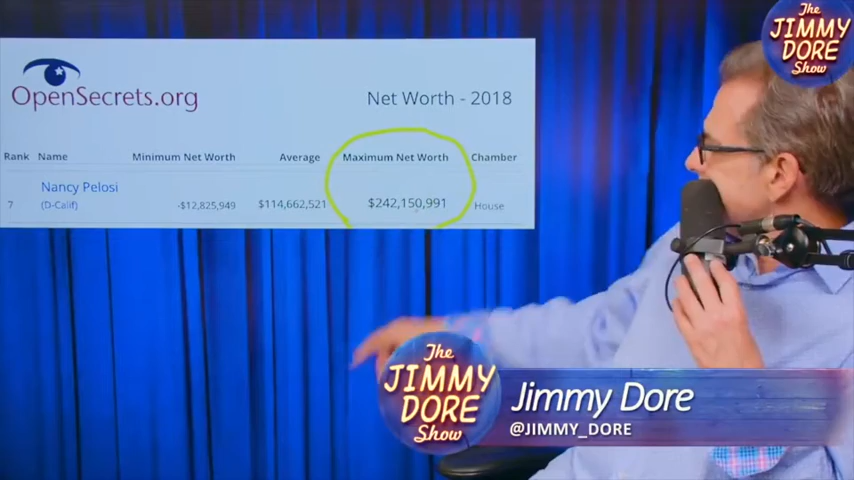 The
JIMMY
DORE
Show
OpenSecrets.org
Net Worth - 2018
Rank Name Minimum Net Worth Average Maximum Net Worth Chamber
Nancy Pelosi
7 (D-Calif) -$12,825,949 $114,662,521 $242,150,991 House
The
JIMMY
DORE
Show
Jimmy Dore
@JIMMY_DORE